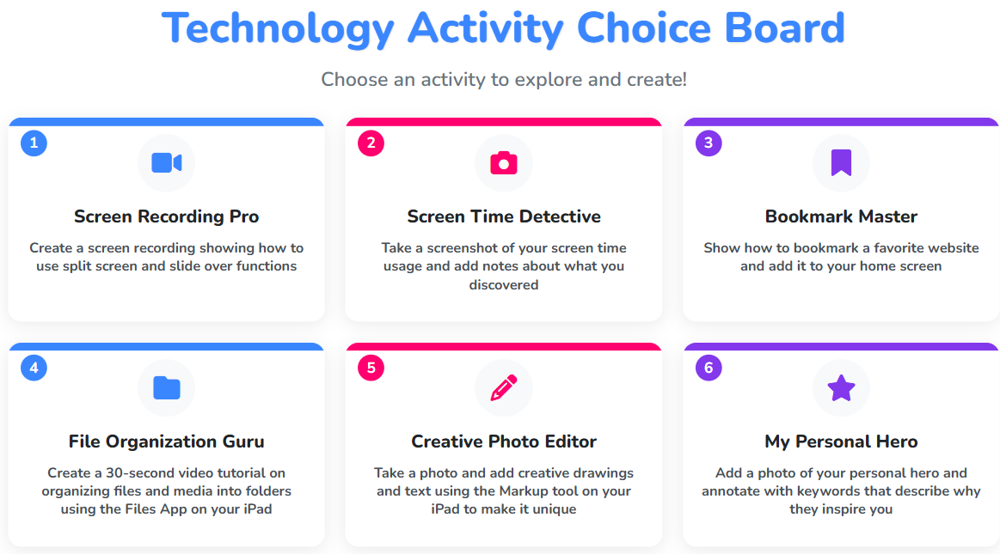 Technology Activity Choice Board
Choose an activity to explore and create!
1
Screen Recording Pro
Create a screen recording showing how to
use split screen and slide over functions
2
Screen Time Detective
Take a screenshot of your screen time
usage and add notes about what you
discovered
3
Bookmark Master
Show how to bookmark a favorite website
and add it to your home screen
4
File Organization Guru
Create a 30-second video tutorial on
organizing files and media into folders
using the Files App on your iPad
5
Creative Photo Editor
Take a photo and add creative drawings
and text using the Markup tool on your
iPad to make it unique
6
My Personal Hero
Add a photo of your personal hero and
annotate with keywords that describe why
they inspire you